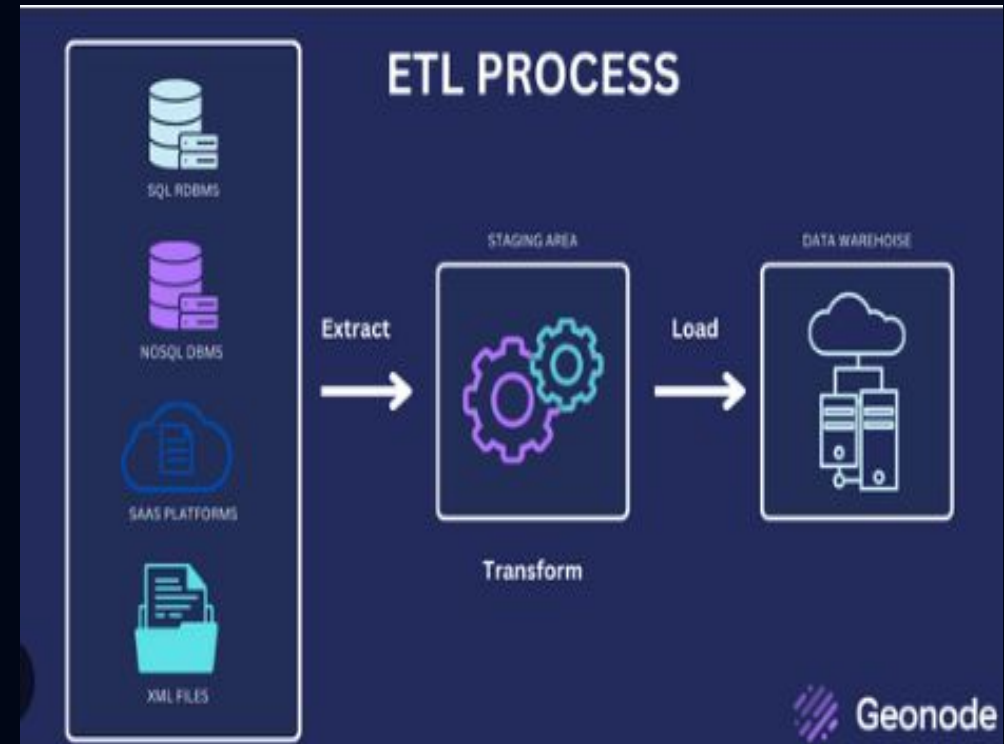 ETL PROCESS
SQL RDBMS
NOSQL DBMS
SAAS PLATFORMS
XML FILES
Extract
STAGING AREA
Transform
Load
DATA WAREHOISE
Geonode